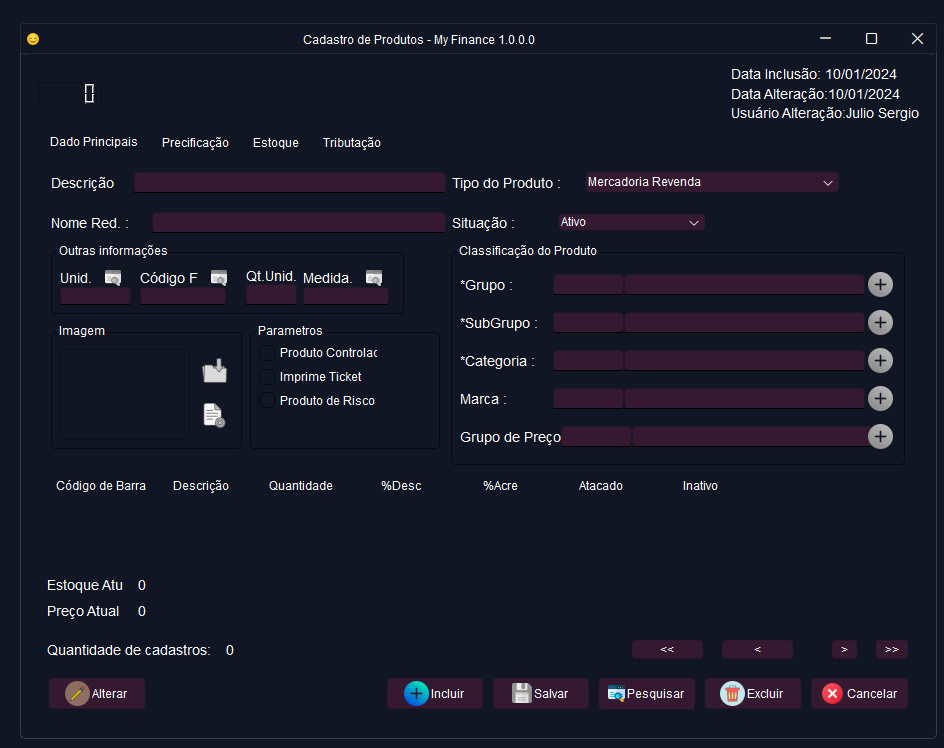 Cadastro de Produtos - My Finance 1.0.0.0
Data Inclusão: 10/01/2024
Data Alteração:10/01/2024
Usuário Alteração:Julio Sergio
0
Dado Principais Precificação Estoque Tributação
Descrição Tipo do Produto : Mercadoria Revenda
Nome Red. : Situação : Ativo
Outras informações
Unid. Código F Qt.Unid. Medida.
Classificação do Produto
*Grupo :
*SubGrupo :
*Categoria :
Marca :
Grupo de Preço
Imagem
Parametros
Produto Controlac
Imprime Ticket
Produto de Risco
Código de Barra Descrição Quantidade %Desc %Acre Atacado Inativo
Estoque Atu 0
Preço Atual 0
Quantidade de cadastros: 0
<< < > >>
Alterar Incluir Salvar Pesquisar Excluir Cancelar